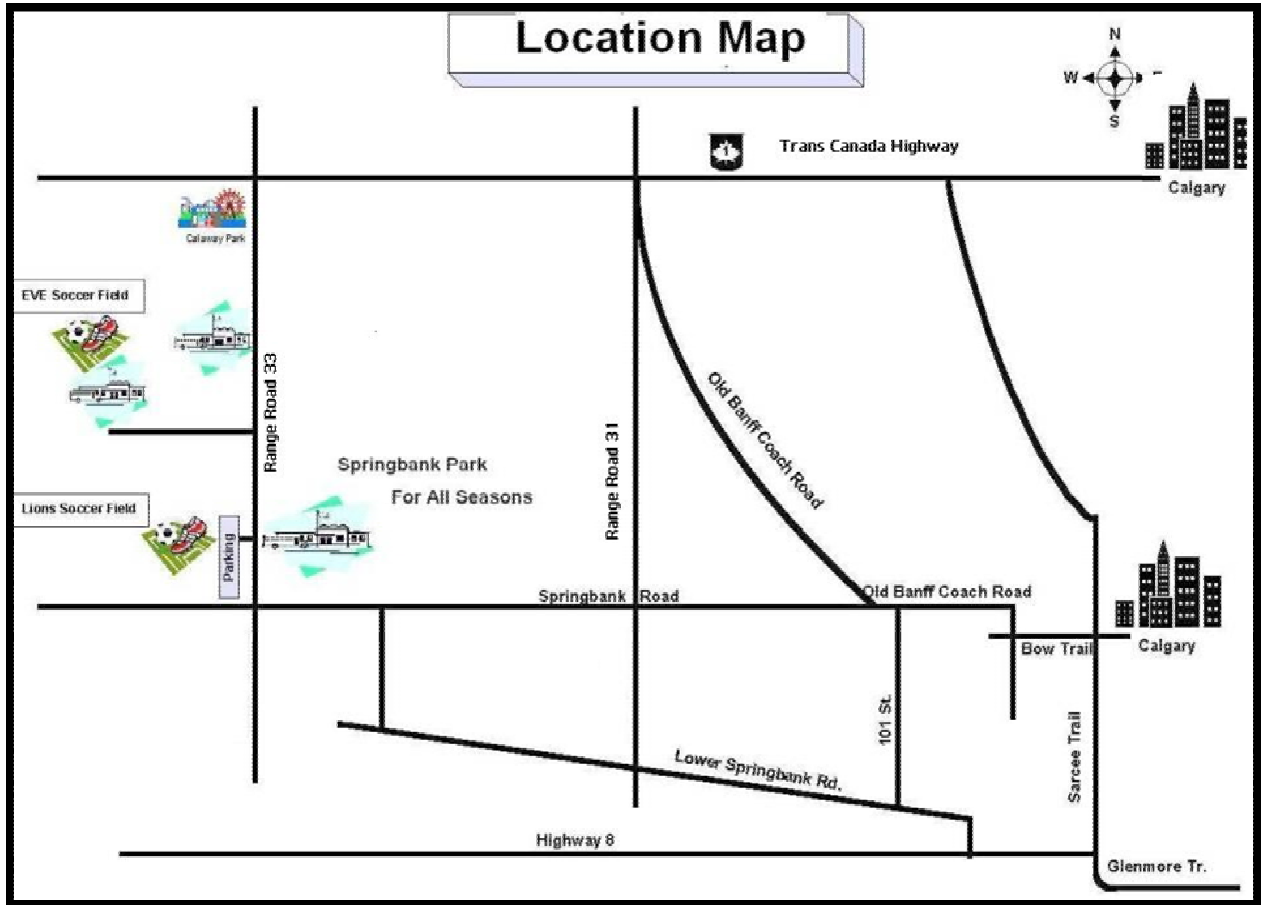 Location Map
N
W
S
1
Trans Canada Highway
Calgary
Calaway Park
EVE Soccer Field
Range Road 33
Old Banff Coach Road
Range Road 31
Springbank Park
For All Seasons
Lions Soccer Field
Parking
Springbank Road
Old Banff Coach Road
Calgary
Bow Trail
101 St.
Sarcee Trail
Lower Springbank Rd.
Highway 8
Glenmore Tr.